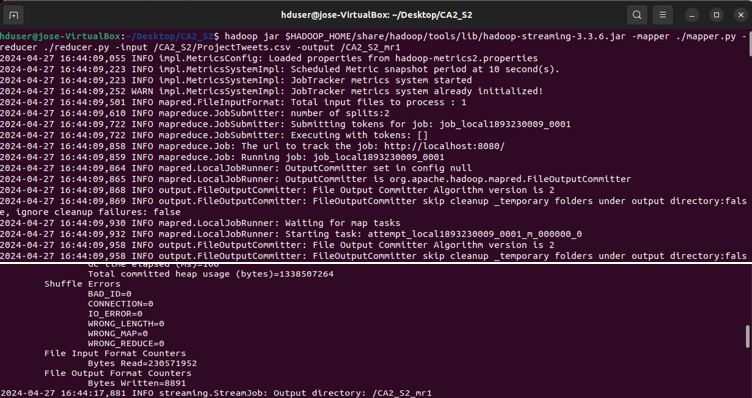 hduser@jose-VirtualBox: ~/Desktop/CA2_S2
hduser@jose-VirtualBox:~/Desktop/CA2_S2$ hadoop jar $HADOOP_HOME/share/hadoop/tools/lib/hadoop-streaming-3.3.6.jar -mapper ./mapper.py -
reducer ./reducer.py -input /CA2_S2/ProjectTweets.csv -output /CA2_S2_mr1
2024-04-27 16:44:09,055 INFO impl.MetricsConfig: Loaded properties from hadoop-metrics2.properties
2024-04-27 16:44:09,223 INFO impl.MetricsSystemImpl: Scheduled Metric snapshot period at 10 second(s).
2024-04-27 16:44:09,223 INFO impl.MetricsSystemImpl: JobTracker metrics system started
2024-04-27 16:44:09,252 WARN impl.MetricsSystemImpl: JobTracker metrics system already initialized!
2024-04-27 16:44:09,501 INFO mapred.FileInputFormat: Total input files to process : 1
2024-04-27 16:44:09,610 INFO mapreduce.JobSubmitter: number of splits:2
2024-04-27 16:44:09,722 INFO mapreduce.JobSubmitter: Submitting tokens for job: job_local1893230009_0001
2024-04-27 16:44:09,722 INFO mapreduce.JobSubmitter: Executing with tokens: []
2024-04-27 16:44:09,858 INFO mapreduce.Job: The url to track the job: http://localhost:8080/
2024-04-27 16:44:09,859 INFO mapreduce.Job: Running job: job_local1893230009_0001
2024-04-27 16:44:09,864 INFO mapred.LocalJobRunner: OutputCommitter set in config null
2024-04-27 16:44:09,865 INFO mapred.LocalJobRunner: OutputCommitter is org.apache.hadoop.mapred.FileOutputCommitter
2024-04-27 16:44:09,868 INFO output.FileOutputCommitter: File Output Committer Algorithm version is 2
2024-04-27 16:44:09,869 INFO output.FileOutputCommitter: FileOutputCommitter skip cleanup _temporary folders under output directory:fals
e, ignore cleanup failures: false
2024-04-27 16:44:09,930 INFO mapred.LocalJobRunner: Waiting for map tasks
2024-04-27 16:44:09,932 INFO mapred.LocalJobRunner: Starting task: attempt_local1893230009_0001_m_000000_0
2024-04-27 16:44:09,958 INFO output.FileOutputCommitter: File Output Committer Algorithm version is 2
2024-04-27 16:44:09,958 INFO output.FileOutputCommitter: FileOutputCommitter skip cleanup _temporary folders under output directory:fals
GC time elapsed (ms)=166
Total committed heap usage (bytes)=1338507264
Shuffle Errors
BAD_ID=0
CONNECTION=0
IO_ERROR=0
WRONG_LENGTH=0
WRONG_MAP=0
WRONG_REDUCE=0
File Input Format Counters
Bytes Read=230571952
File Output Format Counters
Bytes Written=8891
2024-04-27 16:44:17,881 INFO streaming.StreamJob: Output directory: /CA2_S2_mr1